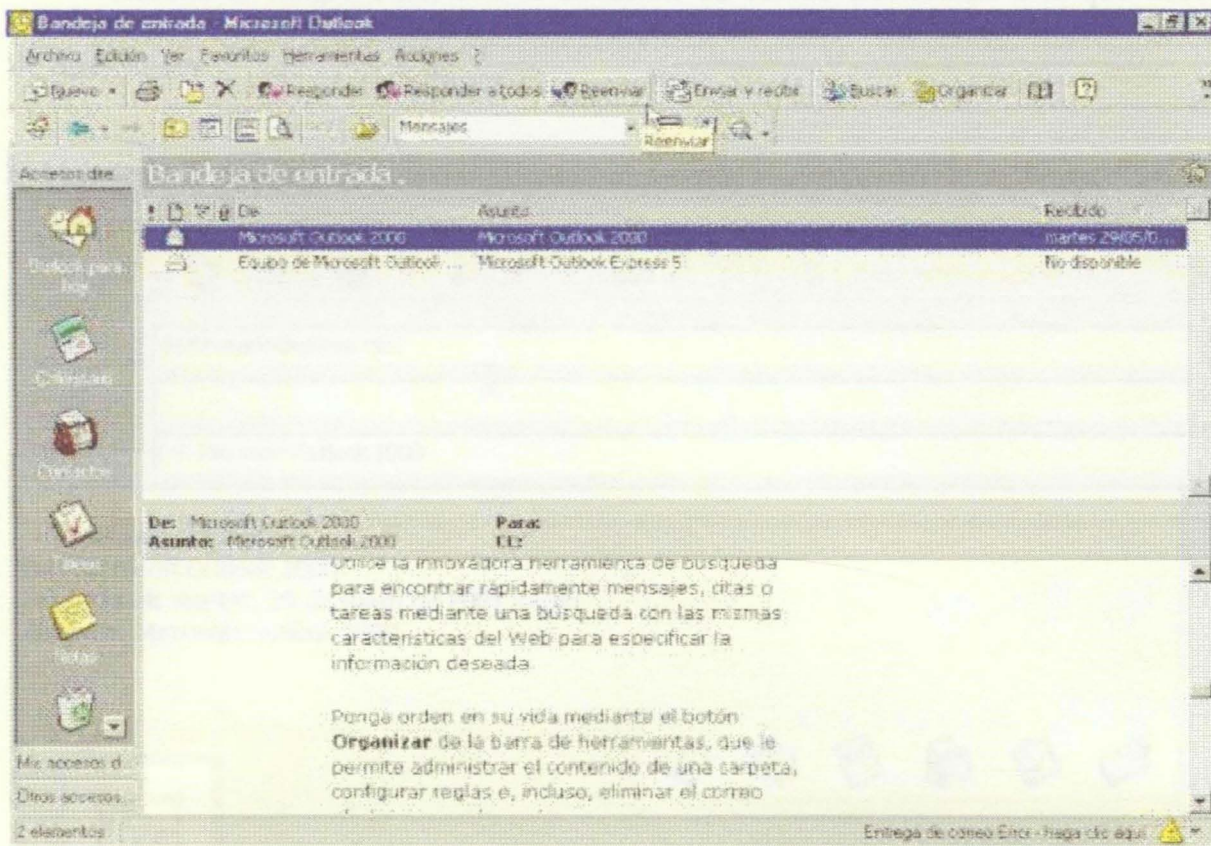 Bandeja de entrada - Microsoft Outlook
Archivo Edición Ver Favoritos Herramientas Acciones ?
Nuevo Responder Responder a todos Reenviar Enviar y recibir Buscar Organizar
Mensajes
Reenviar
Accesos dire
Bandeja de entrada .
! De Asunto Recibido
Microsoft Outlook 2000 Microsoft Outlook 2000 martes 29/05/0...
Equipo de Microsoft Outlook ... Microsoft Outlook Express 5 No disponible
Outlook para
hoy
Calendario
Contactos
Tareas
Notas
De: Microsoft Outlook 2000 Para:
Asunto: Microsoft Outlook 2000 CC:
Utilice la innovadora herramienta de búsqueda
para encontrar rápidamente mensajes, citas o
tareas mediante una búsqueda con las mismas
características del Web para especificar la
información deseada.
Ponga orden en su vida mediante el botón
Organizar de la barra de herramientas, que le
permite administrar el contenido de una carpeta,
configurar reglas e, incluso, eliminar el correo
Mis accesos d
Otros accesos
2 elementos
Entrega de correo Error - haga clic aquí